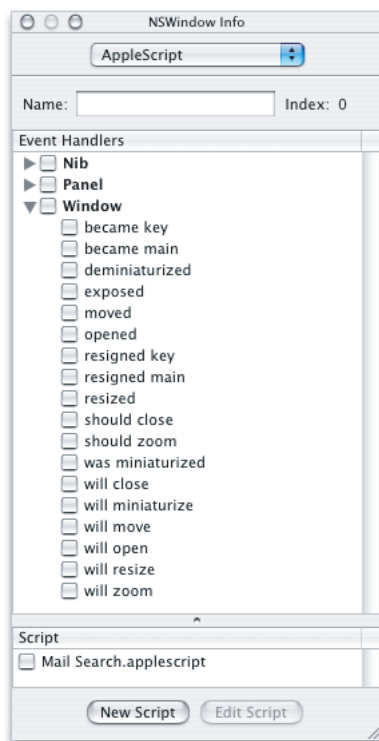 NSWindow Info
AppleScript
Name: Index: 0
Event Handlers
Nib
Panel
Window
became key
became main
deminiaturized
exposed
moved
opened
resigned key
resigned main
resized
should close
should zoom
was miniaturized
will close
will miniaturize
will move
will open
will resize
will zoom
Script
Mail Search.applescript
New Script Edit Script